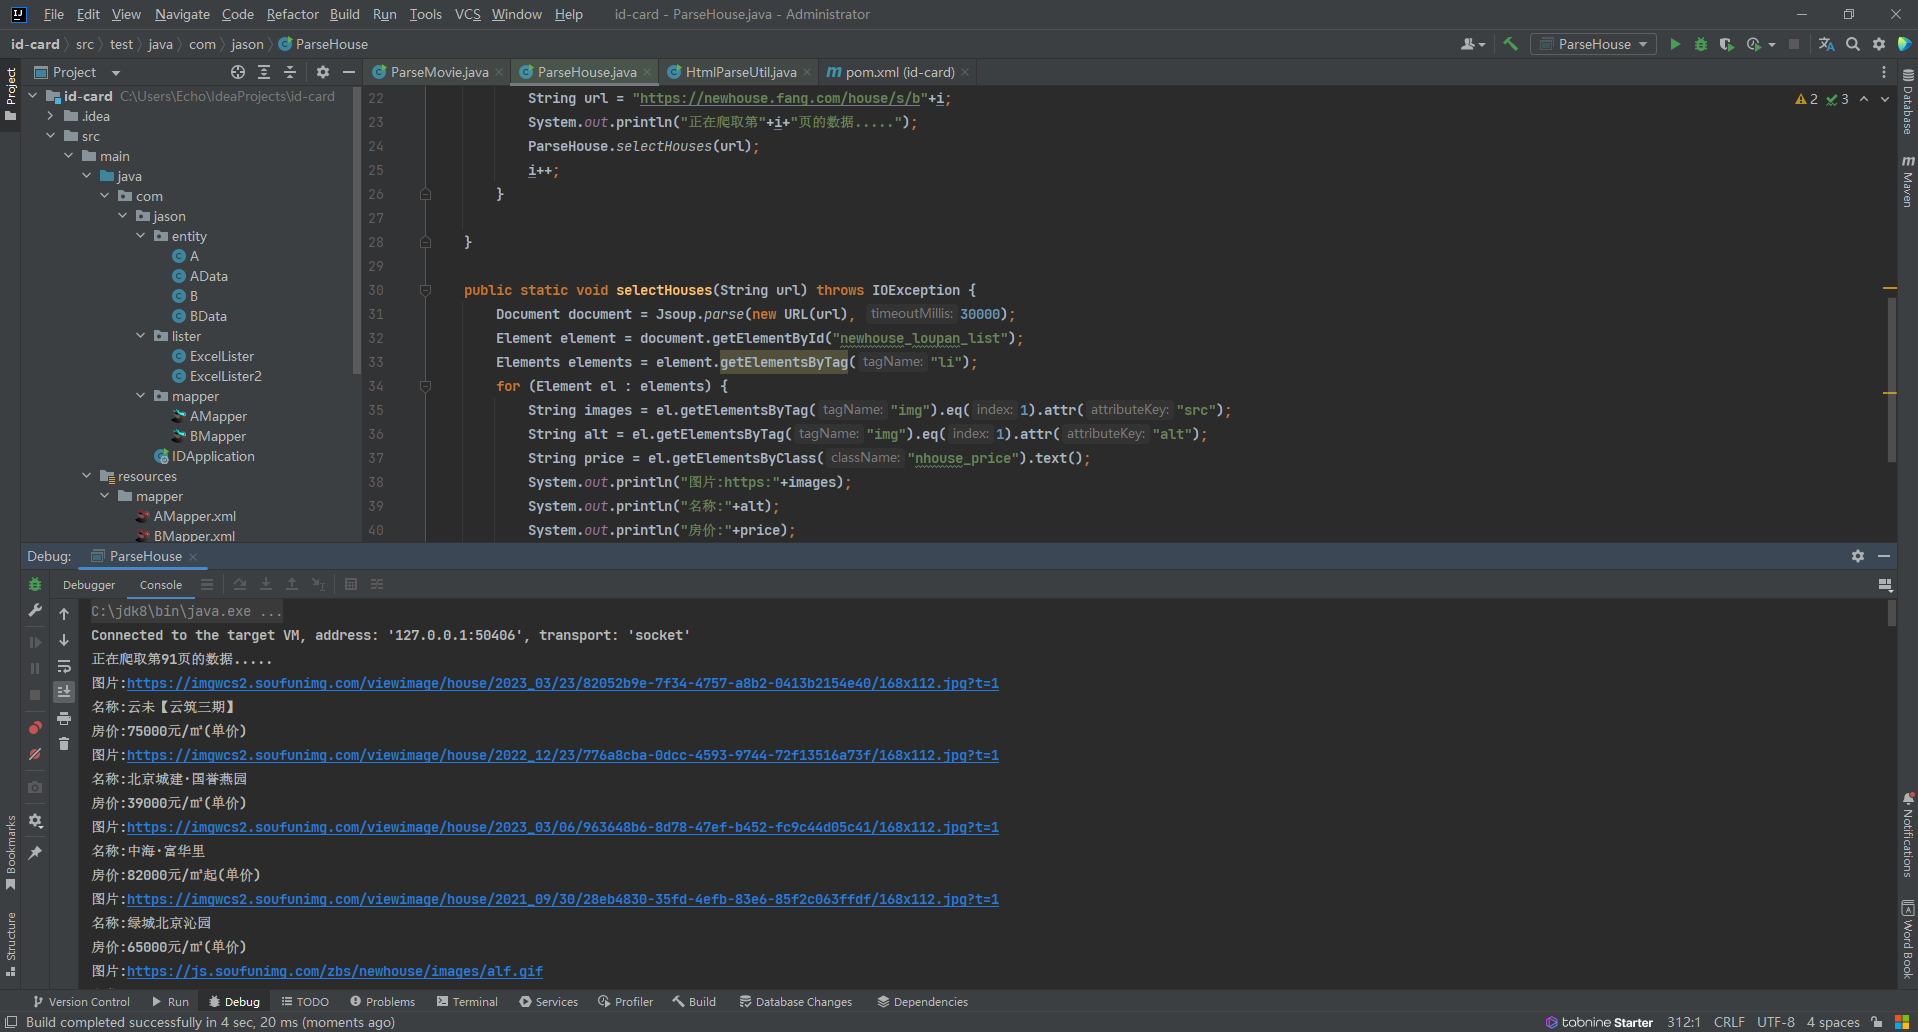 File Edit View Navigate Code Refactor Build Run Tools VCS Window Help id-card - ParseHouse.java - Administrator
id-card src test java com jason ParseHouse ParseHouse
Project ParseMovie.java ParseHouse.java HtmlParseUtil.java pom.xml (id-card)
Project
id-card C:\Users\Echo\IdeaProjects\id-card
.idea
src
main
java
com
jason
entity
A
AData
B
BData
lister
ExcelLister
ExcelLister2
mapper
AMapper
BMapper
IDApplication
resources
mapper
AMapper.xml
BMapper.xml
22 String url = "https://newhouse.fang.com/house/s/b"+i;
23 System.out.println("正在爬取第"+i+"页的数据.....");
24 ParseHouse.selectHouses(url);
25 i++;
26 }
27
28 }
29
30 public static void selectHouses(String url) throws IOException {
31 Document document = Jsoup.parse(new URL(url), timeoutMillis: 30000);
32 Element element = document.getElementById("newhouse_loupan_list");
33 Elements elements = element.getElementsByTag( tagName: "li");
34 for (Element el : elements) {
35 String images = el.getElementsByTag( tagName: "img").eq( index: 1).attr( attributeKey: "src");
36 String alt = el.getElementsByTag( tagName: "img").eq( index: 1).attr( attributeKey: "alt");
37 String price = el.getElementsByClass( className: "nhouse_price").text();
38 System.out.println("图片:https:"+images);
39 System.out.println("名称:"+alt);
40 System.out.println("房价:"+price);
2 3
Database
Maven
Notifications
Word Book
Debug: ParseHouse
Debugger Console
C:\jdk8\bin\java.exe ...
Connected to the target VM, address: '127.0.0.1:50406', transport: 'socket'
正在爬取第91页的数据.....
图片:https://imgwcs2.soufunimg.com/viewimage/house/2023_03/23/82052b9e-7f34-4757-a8b2-0413b2154e40/168x112.jpg?t=1
名称:云未【云筑三期】
房价:75000元/㎡(单价)
图片:https://imgwcs2.soufunimg.com/viewimage/house/2022_12/23/776a8cba-0dcc-4593-9744-72f13516a73f/168x112.jpg?t=1
名称:北京城建·国誉燕园
房价:39000元/㎡(单价)
图片:https://imgwcs2.soufunimg.com/viewimage/house/2023_03/06/963648b6-8d78-47ef-b452-fc9c44d05c41/168x112.jpg?t=1
名称:中海·富华里
房价:82000元/㎡起(单价)
图片:https://imgwcs2.soufunimg.com/viewimage/house/2021_09/30/28eb4830-35fd-4efb-83e6-85f2c063ffdf/168x112.jpg?t=1
名称:绿城北京沁园
房价:65000元/㎡(单价)
图片:https://js.soufunimg.com/zbs/newhouse/images/alf.gif
Bookmarks
Structure
Version Control Run Debug TODO Problems Terminal Services Profiler Build Database Changes Dependencies
Build completed successfully in 4 sec, 20 ms (moments ago) tabnine Starter 312:1 CRLF UTF-8 4 spaces